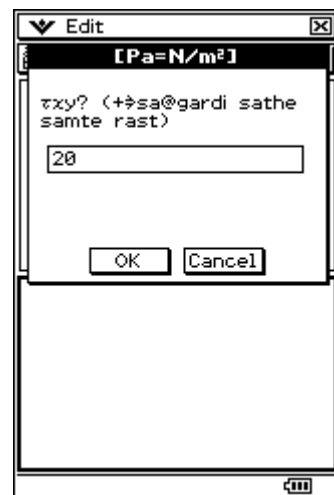 Edit
[Pa=N/m²]
τxy? (+→sa@gardi sathe
samte rast)
20
OK Cancel